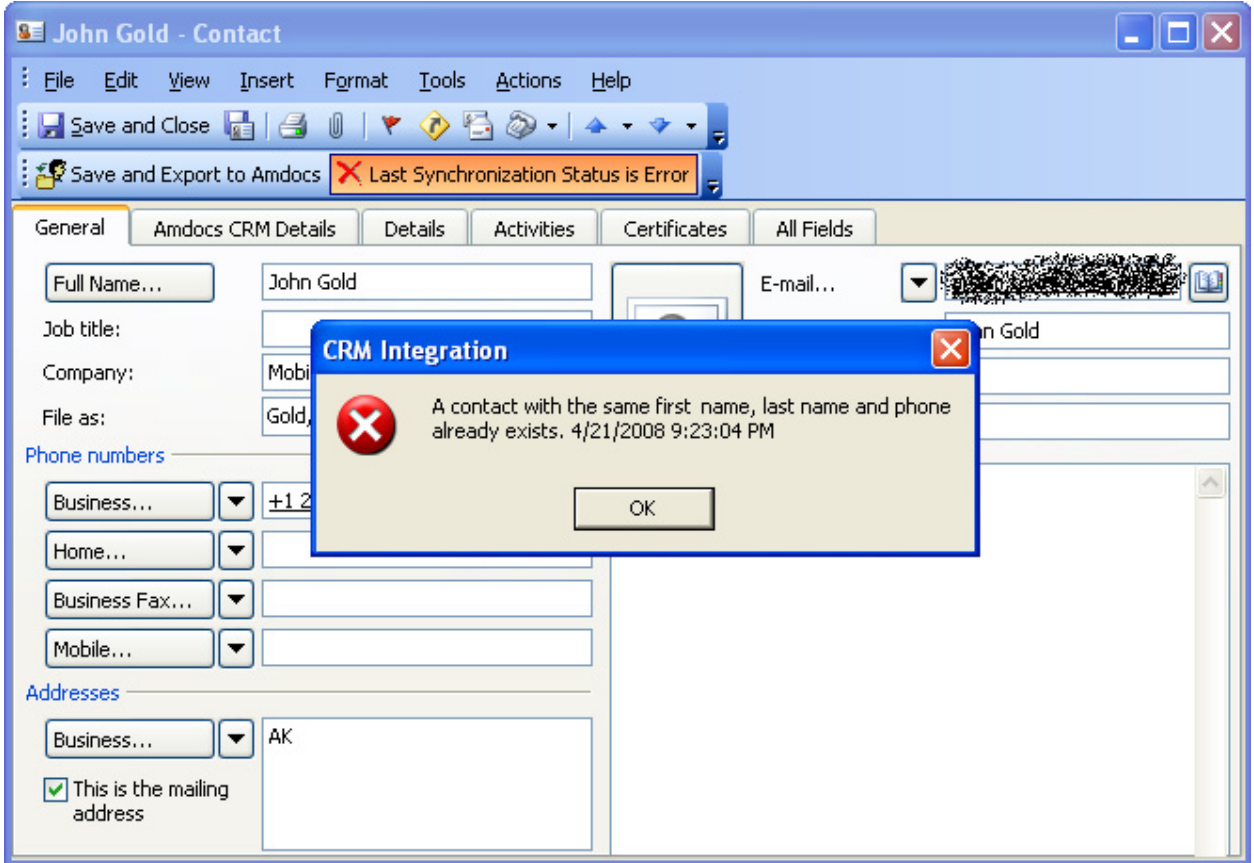 John Gold - Contact
File Edit View Insert Format Tools Actions Help
Save and Close
Save and Export to Amdocs Last Synchronization Status is Error
General Amdocs CRM Details Details Activities Certificates All Fields
Full Name... John Gold E-mail...
Job title:
Company:
File as: Gold,
CRM Integration
A contact with the same first name, last name and phone
already exists. 4/21/2008 9:23:04 PM
OK
Phone numbers
Business... +1 2
Home...
Business Fax...
Mobile...
Addresses
Business... AK
This is the mailing
address